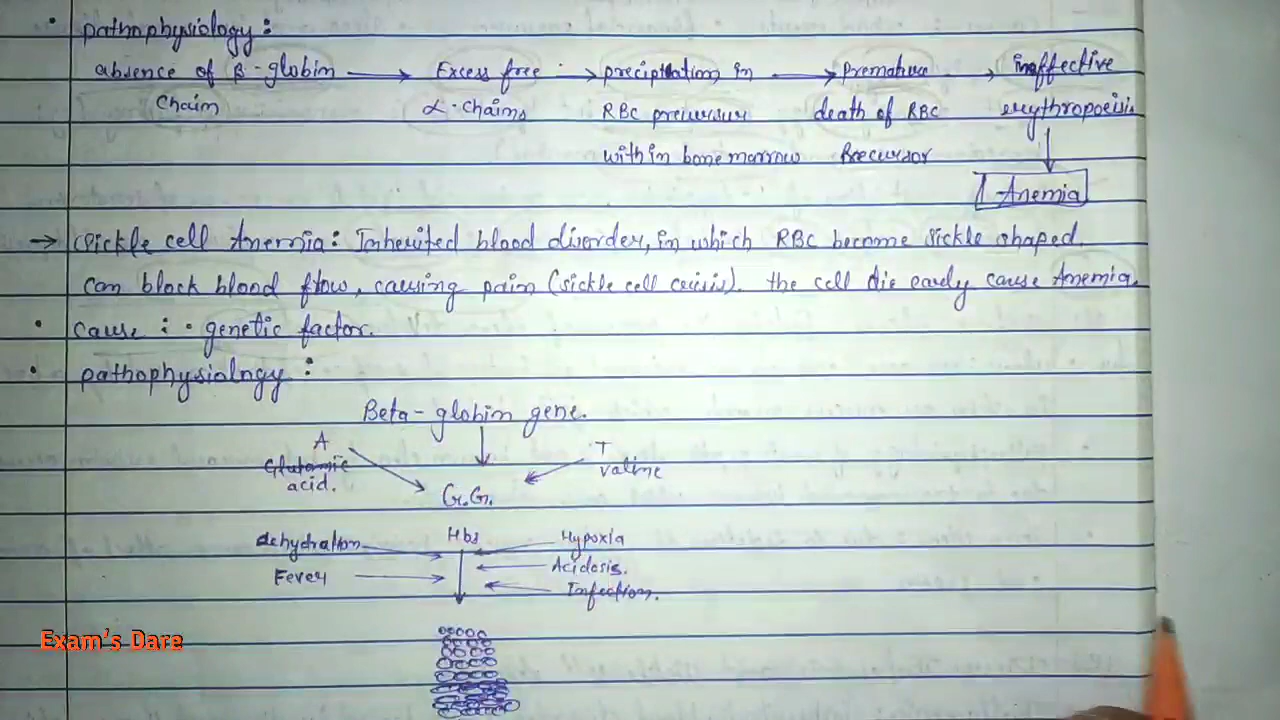 • pathophysiology:
absence of β-globin → Excess free → precipitation in → Premature → ineffective
chain α-chains RBC precursur death of RBC erythropoeisis
within bone marrow Precursor
↓ Anemia
→ Sickle cell Anemia: Inherited blood disorder, in which RBC become sickle shaped.
can block blood flow, causing pain (sickle cell crisis). the cell die early cause Anemia.
• cause : • genetic factor.
• pathophysiology :
Beta-globin gene.
A T
Glutamic valine
acid. G.G.
dehydration Hbs Hypoxia
Fever Acidosis.
Infection.
Exam's Dare